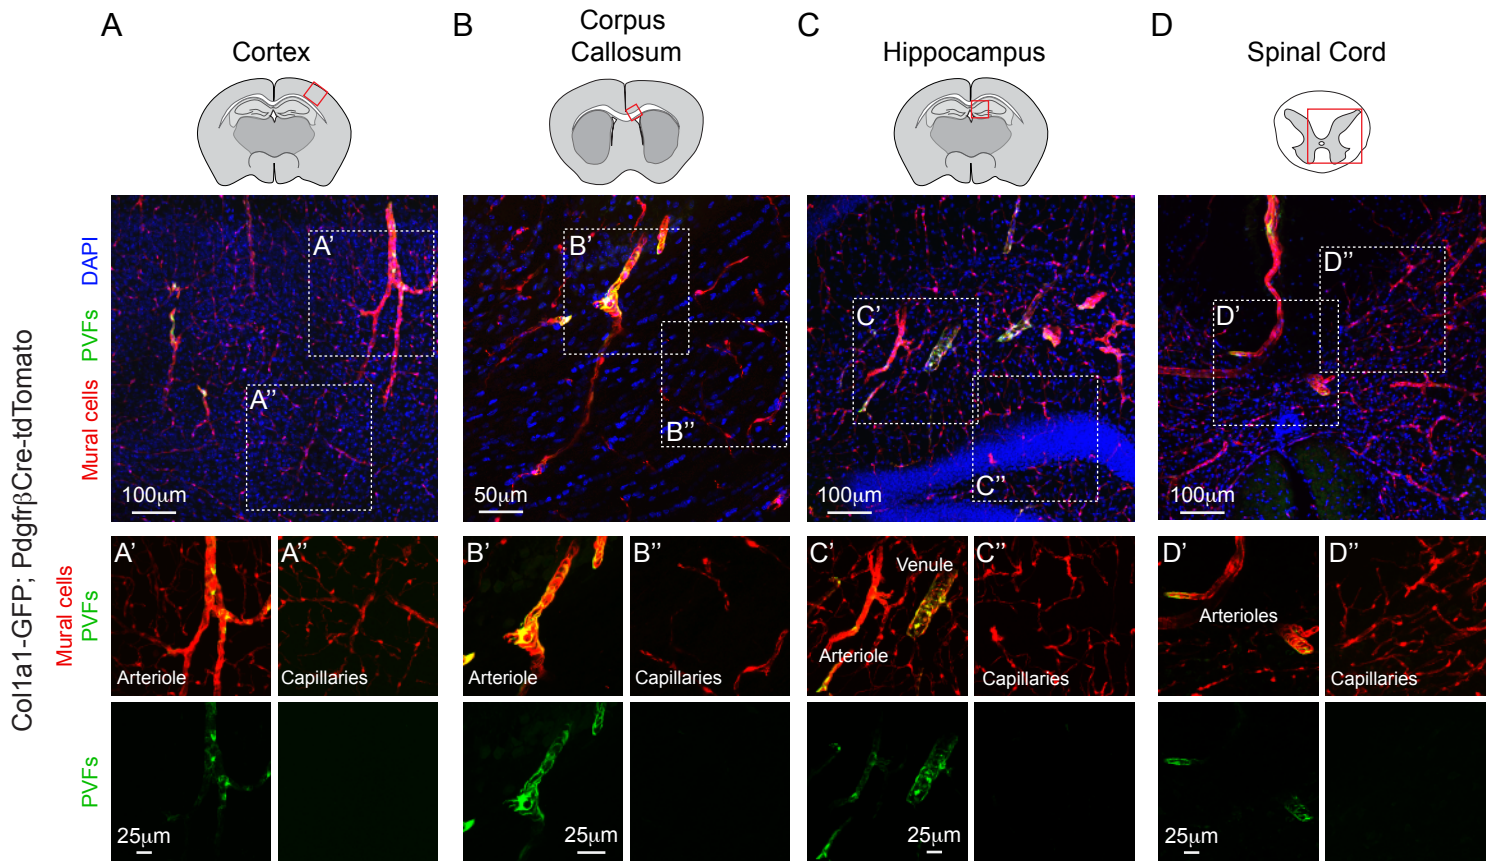 A
Cortex
B
Corpus
Callosum
C
Hippocampus
D
Spinal Cord
Col1a1-GFP; PdgfrβCre-tdTomato
Mural cells PVFs DAPI
A'
A''
100μm
B'
B''
50μm
C'
C''
100μm
D'
D''
100μm
Mural cells
PVFs
A'
Arteriole
A''
Capillaries
B'
Arteriole
B''
Capillaries
C'
Venule
Arteriole
C''
Capillaries
D'
Arterioles
D''
Capillaries
PVFs
25μm
25μm
25μm
25μm